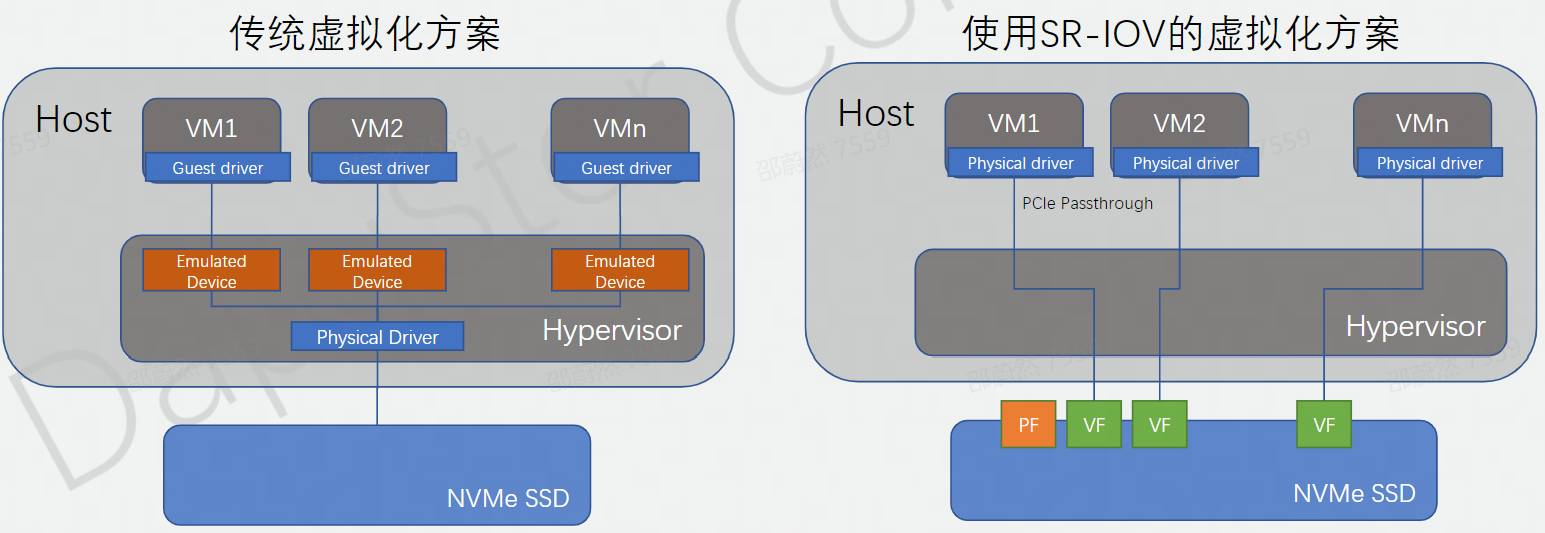 传统虚拟化方案
Host
VM1
VM2
VMn
Guest driver
Guest driver
Guest driver
Emulated
Device
Emulated
Device
Emulated
Device
Physical Driver
Hypervisor
NVMe SSD
使用SR-IOV的虚拟化方案
Host
VM1
VM2
VMn
Physical driver
Physical driver
Physical driver
PCIe Passthrough
Hypervisor
PF
VF
VF
VF
NVMe SSD
邵蔚然 7559
邵蔚然 7559
邵蔚然 7559
邵蔚然 7559
邵蔚然 7559